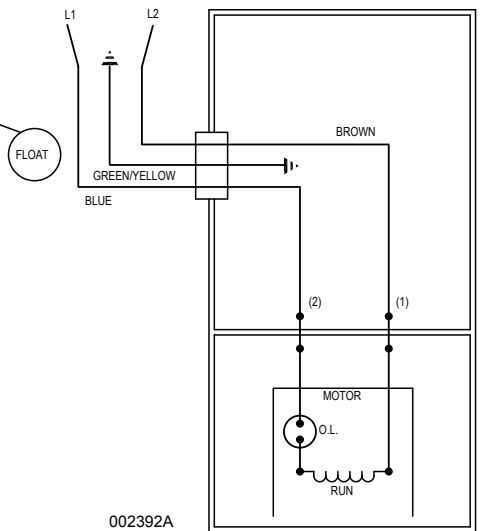 L1
L2
FLOAT
BROWN
GREEN/YELLOW
BLUE
(2)
(1)
MOTOR
O.L.
RUN
002392A